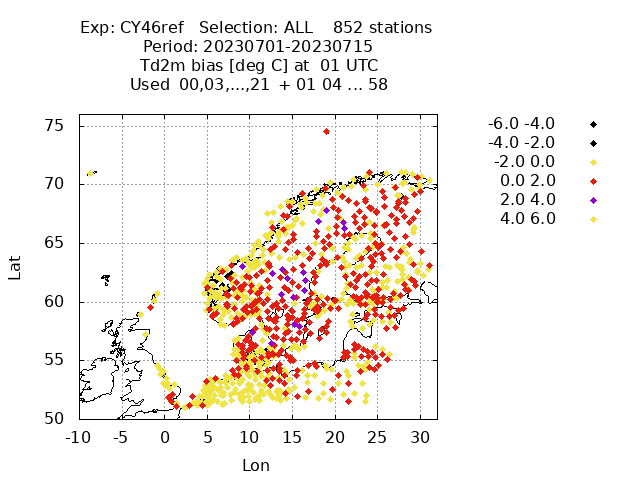 Exp: CY46ref   Selection: ALL    852 stations
Period: 20230701-20230715
Td2m bias [deg C] at  01 UTC
Used  00,03,...,21  + 01 04 ... 58
-6.0 -4.0
-4.0 -2.0
-2.0 0.0
0.0 2.0
2.0 4.0
4.0 6.0
75
70
65
60
55
50
Lat
-10 -5 0 5 10 15 20 25 30
Lon